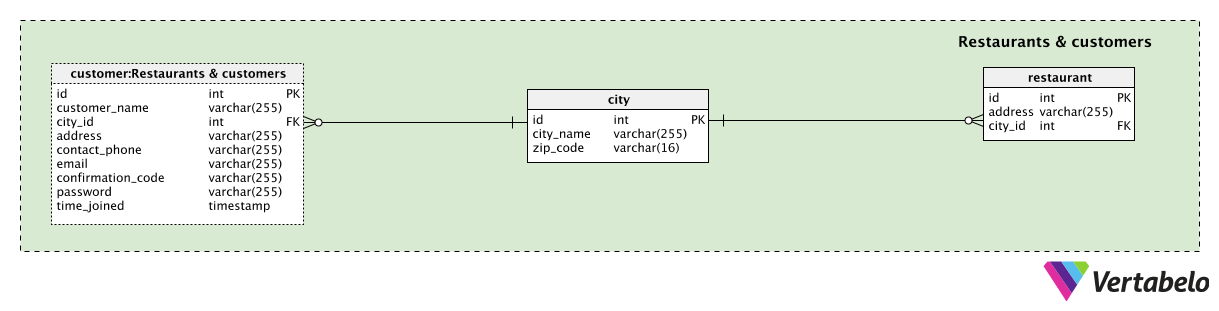 Restaurants & customers
customer:Restaurants & customers
id int PK
customer_name varchar(255)
city_id int FK
address varchar(255)
contact_phone varchar(255)
email varchar(255)
confirmation_code varchar(255)
password varchar(255)
time_joined timestamp
city
id int PK
city_name varchar(255)
zip_code varchar(16)
restaurant
id int PK
address varchar(255)
city_id int FK
Vertabelo